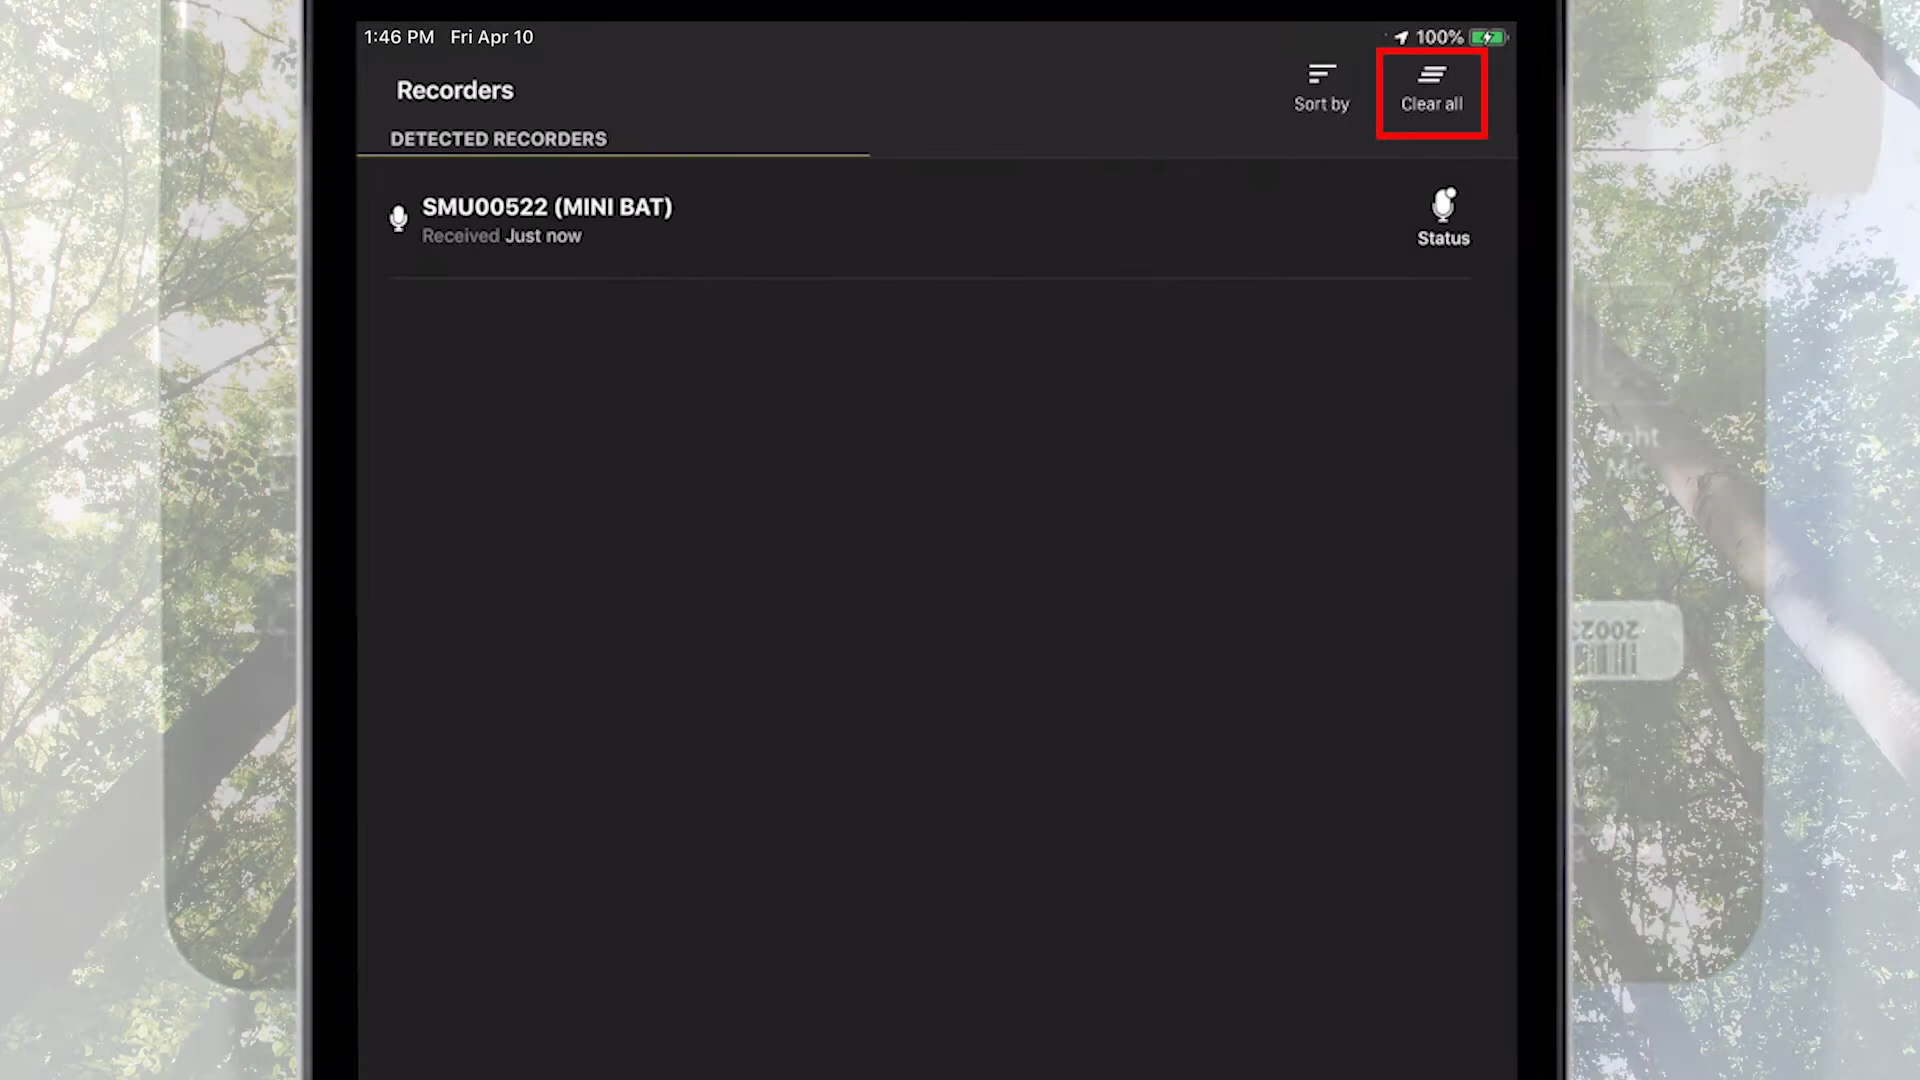 1:46 PM Fri Apr 10
100%
Recorders
Sort by
Clear all
DETECTED RECORDERS
SMU00522 (MINI BAT)
Received Just now
Status
Mic